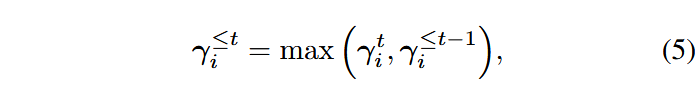 γ_i^{≤t} = max(γ_i^t, γ_i^{≤t−1}), (5)